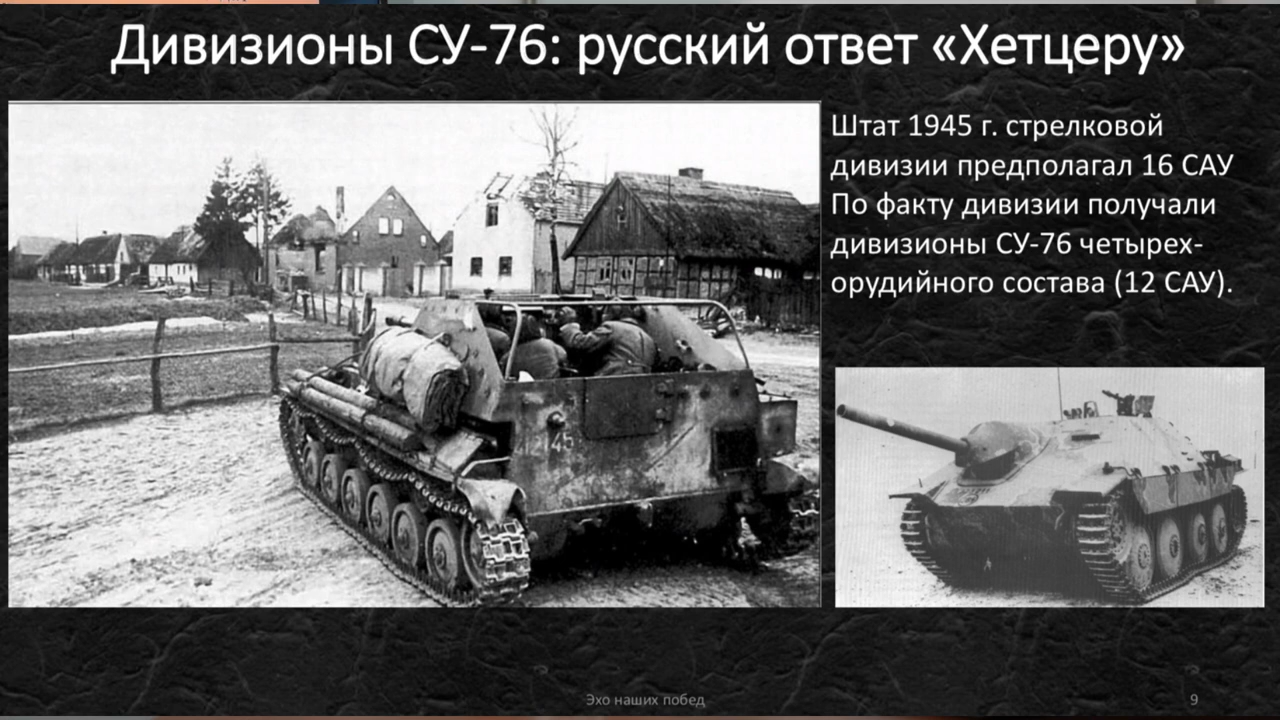 Дивизионы СУ-76: русский ответ «Хетцеру»
Штат 1945 г. стрелковой
дивизии предполагал 16 САУ
По факту дивизии получали
дивизионы СУ-76 четырех-
орудийного состава (12 САУ).
45
Эхо наших побед
9